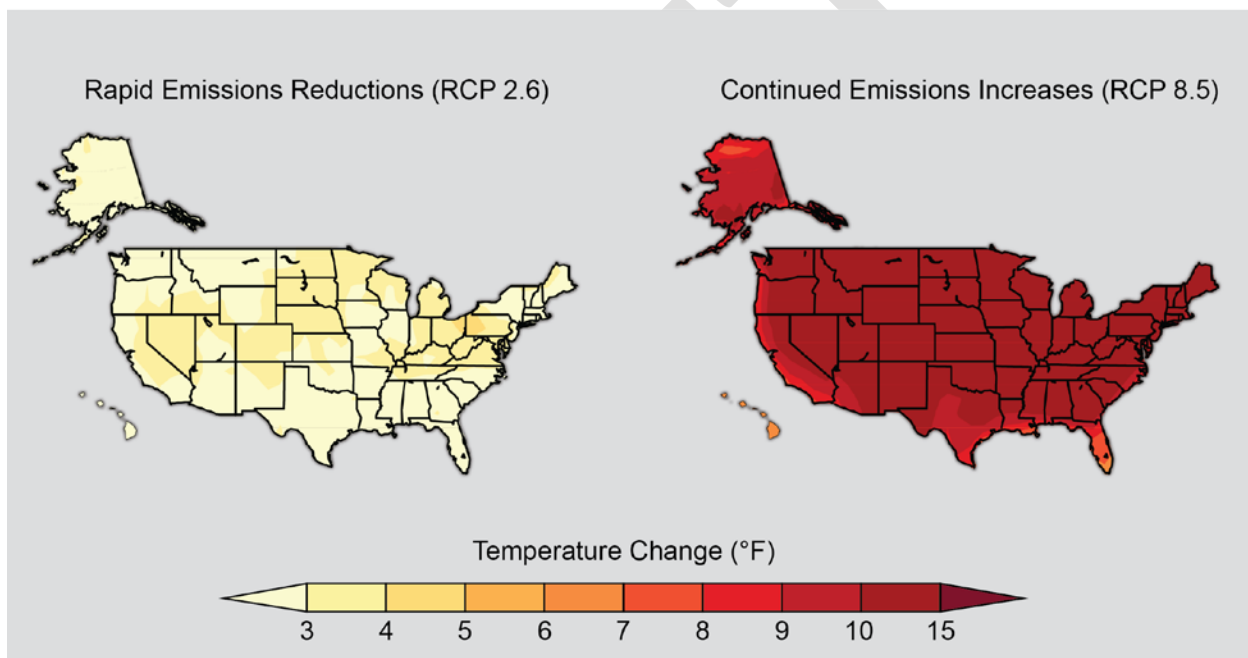 Rapid Emissions Reductions (RCP 2.6)
Continued Emissions Increases (RCP 8.5)
Temperature Change (°F)
3 4 5 6 7 8 9 10 15